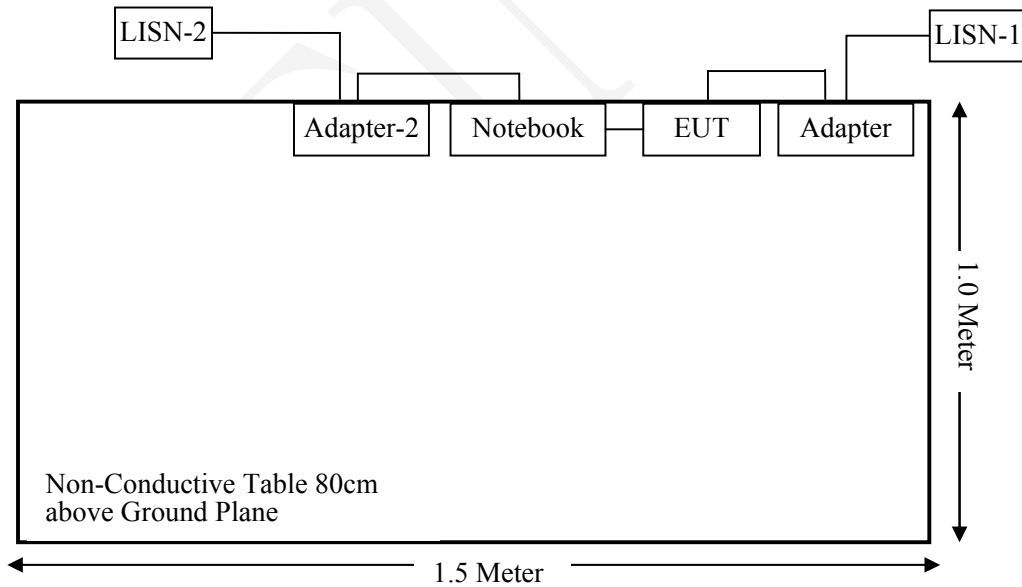 LISN-2
LISN-1
Adapter-2
Notebook
EUT
Adapter
1.0 Meter
Non-Conductive Table 80cm
above Ground Plane
1.5 Meter